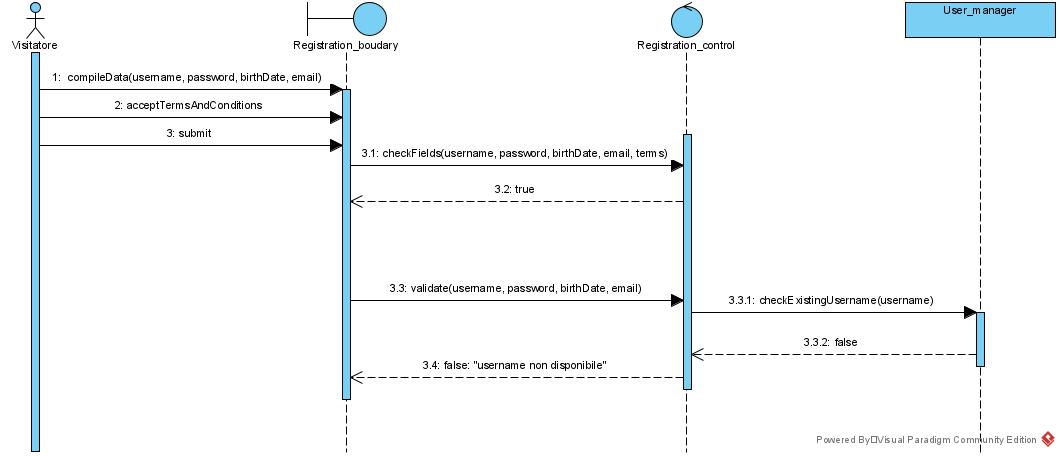 Visitatore
Registration_boudary
Registration_control
User_manager
1: compileData(username, password, birthDate, email)
2: acceptTermsAndConditions
3: submit
3.1: checkFields(username, password, birthDate, email, terms)
3.2: true
3.3: validate(username, password, birthDate, email)
3.3.1: checkExistingUsername(username)
3.3.2: false
3.4: false: "username non disponibile"
Powered By Visual Paradigm Community Edition